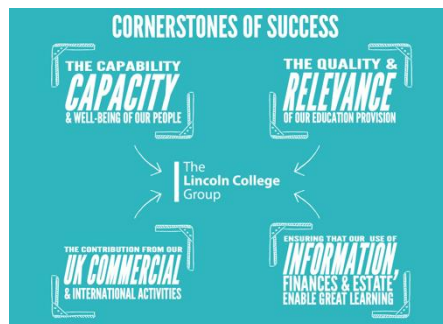 CORNERSTONES OF SUCCESS
THE CAPABILITY
CAPACITY
& WELL-BEING OF OUR PEOPLE
THE QUALITY &
RELEVANCE
OF OUR EDUCATION PROVISION
The
Lincoln College
Group
THE CONTRIBUTION FROM OUR
UK COMMERCIAL
& INTERNATIONAL ACTIVITIES
ENSURING THAT OUR USE OF
INFORMATION,
FINANCES & ESTATE
ENABLE GREAT LEARNING